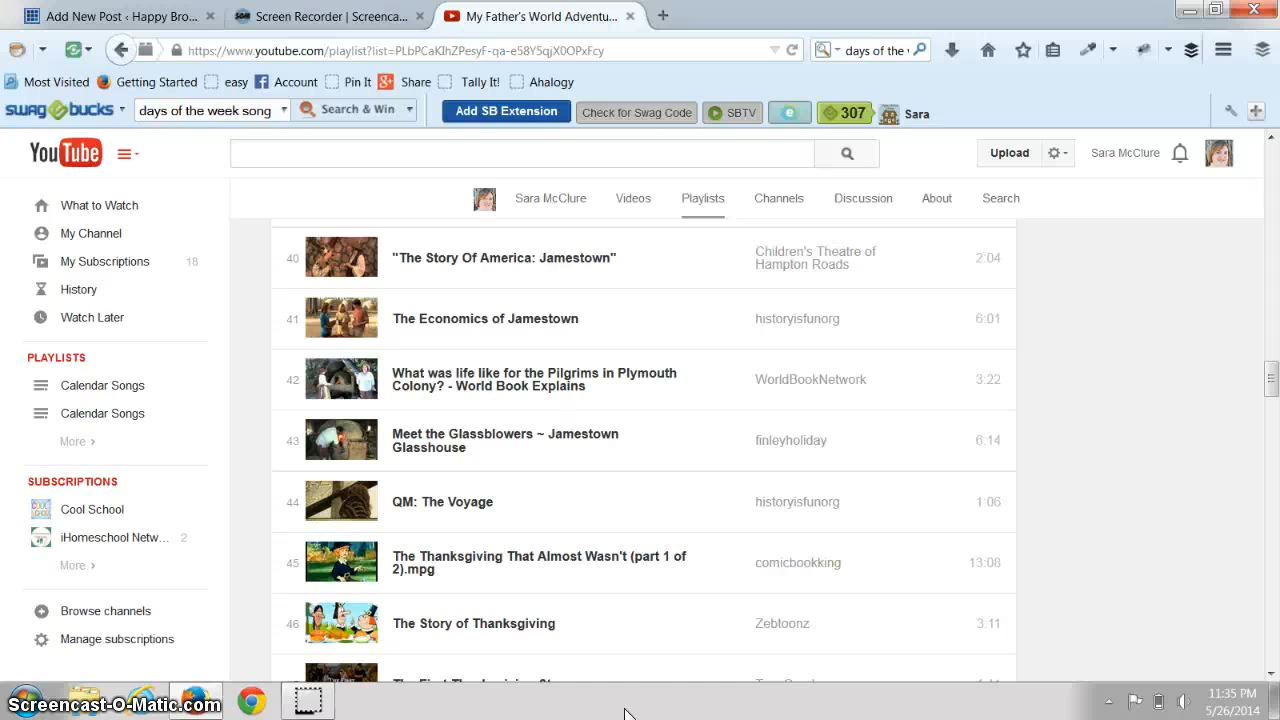 Add New Post ‹ Happy Bro...
Screen Recorder | Screenca...
My Father's World Adventu...
https://www.youtube.com/playlist?list=PLbPCaKIhZPesyF-qa-e58Y5qjX0OPxFcy
days of the
Most Visited Getting Started easy Account Pin It Share Tally It! Ahalogy
SWAGBUCKS days of the week song Search & Win Add SB Extension Check for Swag Code SBTV 307 Sara
YouTube Upload Sara McClure
Sara McClure Videos Playlists Channels Discussion About Search
What to Watch
My Channel
My Subscriptions 18
History
Watch Later
PLAYLISTS
Calendar Songs
Calendar Songs
More ›
SUBSCRIPTIONS
Cool School
iHomeschool Netw... 2
More ›
Browse channels
Manage subscriptions
40 "The Story Of America: Jamestown" Children's Theatre of 2:04
Hampton Roads
41 The Economics of Jamestown historyisfunorg 6:01
42 What was life like for the Pilgrims in Plymouth WorldBookNetwork 3:22
Colony? - World Book Explains
43 Meet the Glassblowers ~ Jamestown finleyholiday 6:14
Glasshouse
44 QM: The Voyage historyisfunorg 1:06
45 The Thanksgiving That Almost Wasn't (part 1 of comicbookking 13:08
2).mpg
46 The Story of Thanksgiving Zebtoonz 3:11
Screencast-O-Matic.com
11:35 PM
5/26/2014